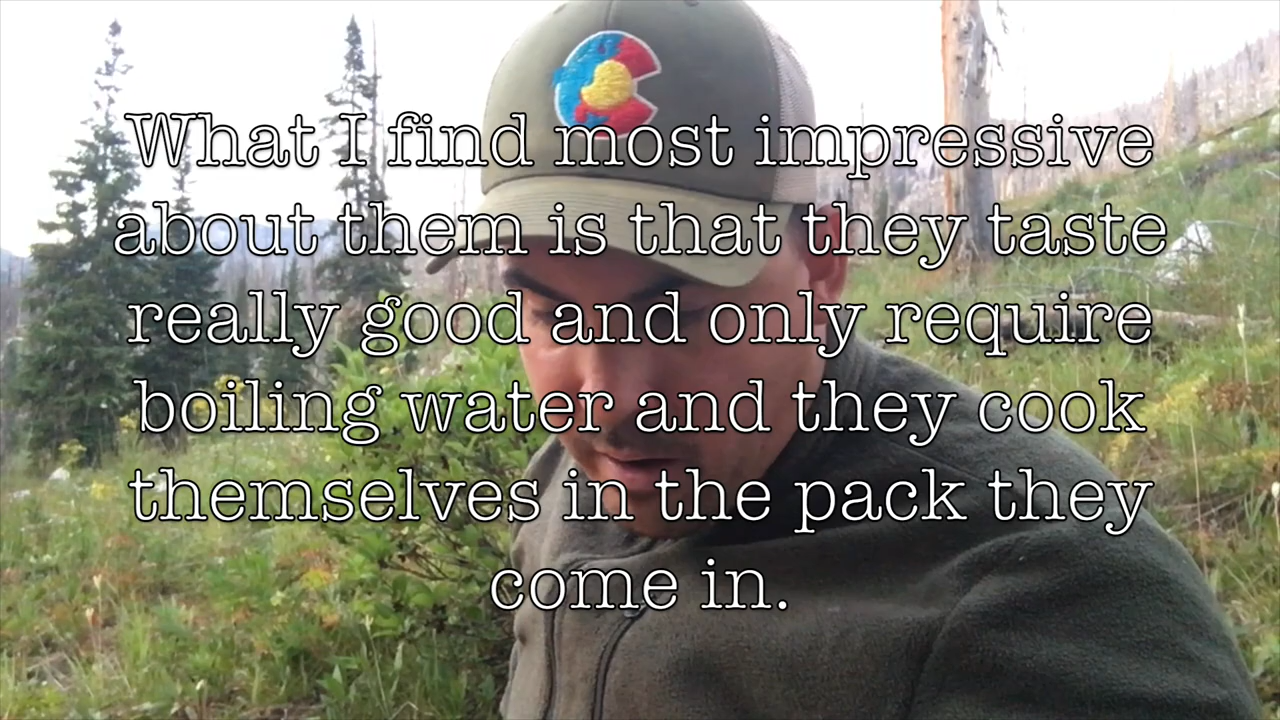 What I find most impressive
about them is that they taste
really good and only require
boiling water and they cook
themselves in the pack they
come in.